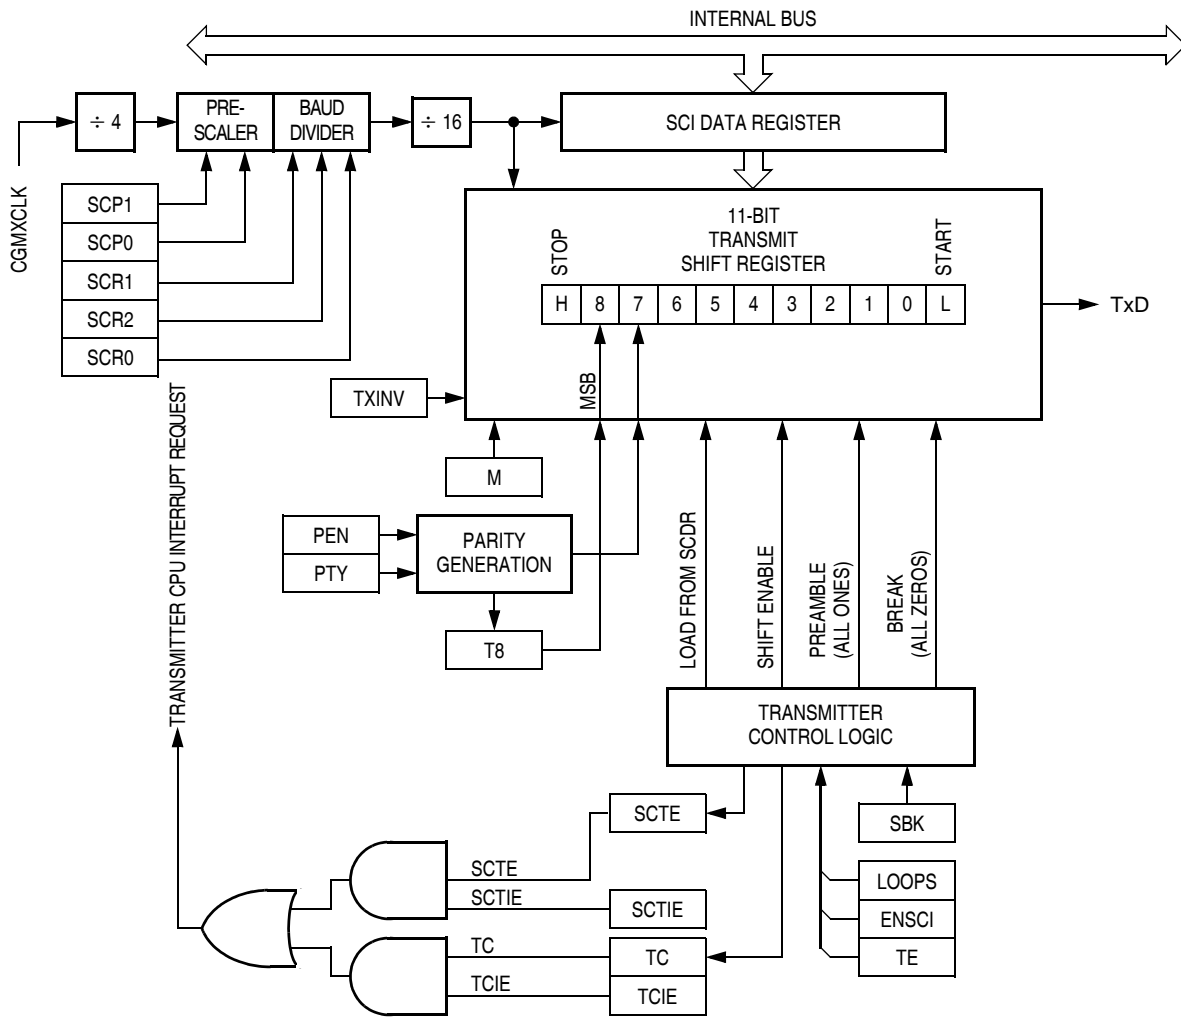 INTERNAL BUS
÷ 4
PRE-
SCALER
BAUD
DIVIDER
÷ 16
SCI DATA REGISTER
CGMXCLK
SCP1
SCP0
SCR1
SCR2
SCR0
11-BIT
TRANSMIT
SHIFT REGISTER
STOP
START
H 8 7 6 5 4 3 2 1 0 L
TxD
MSB
TXINV
M
PEN
PTY
PARITY
GENERATION
T8
TRANSMITTER CPU INTERRUPT REQUEST
LOAD FROM SCDR
SHIFT ENABLE
PREAMBLE
(ALL ONES)
BREAK
(ALL ZEROS)
TRANSMITTER
CONTROL LOGIC
SCTE
SBK
SCTE
SCTIE
SCTIE
LOOPS
ENSCI
TE
TC
TC
TCIE
TCIE